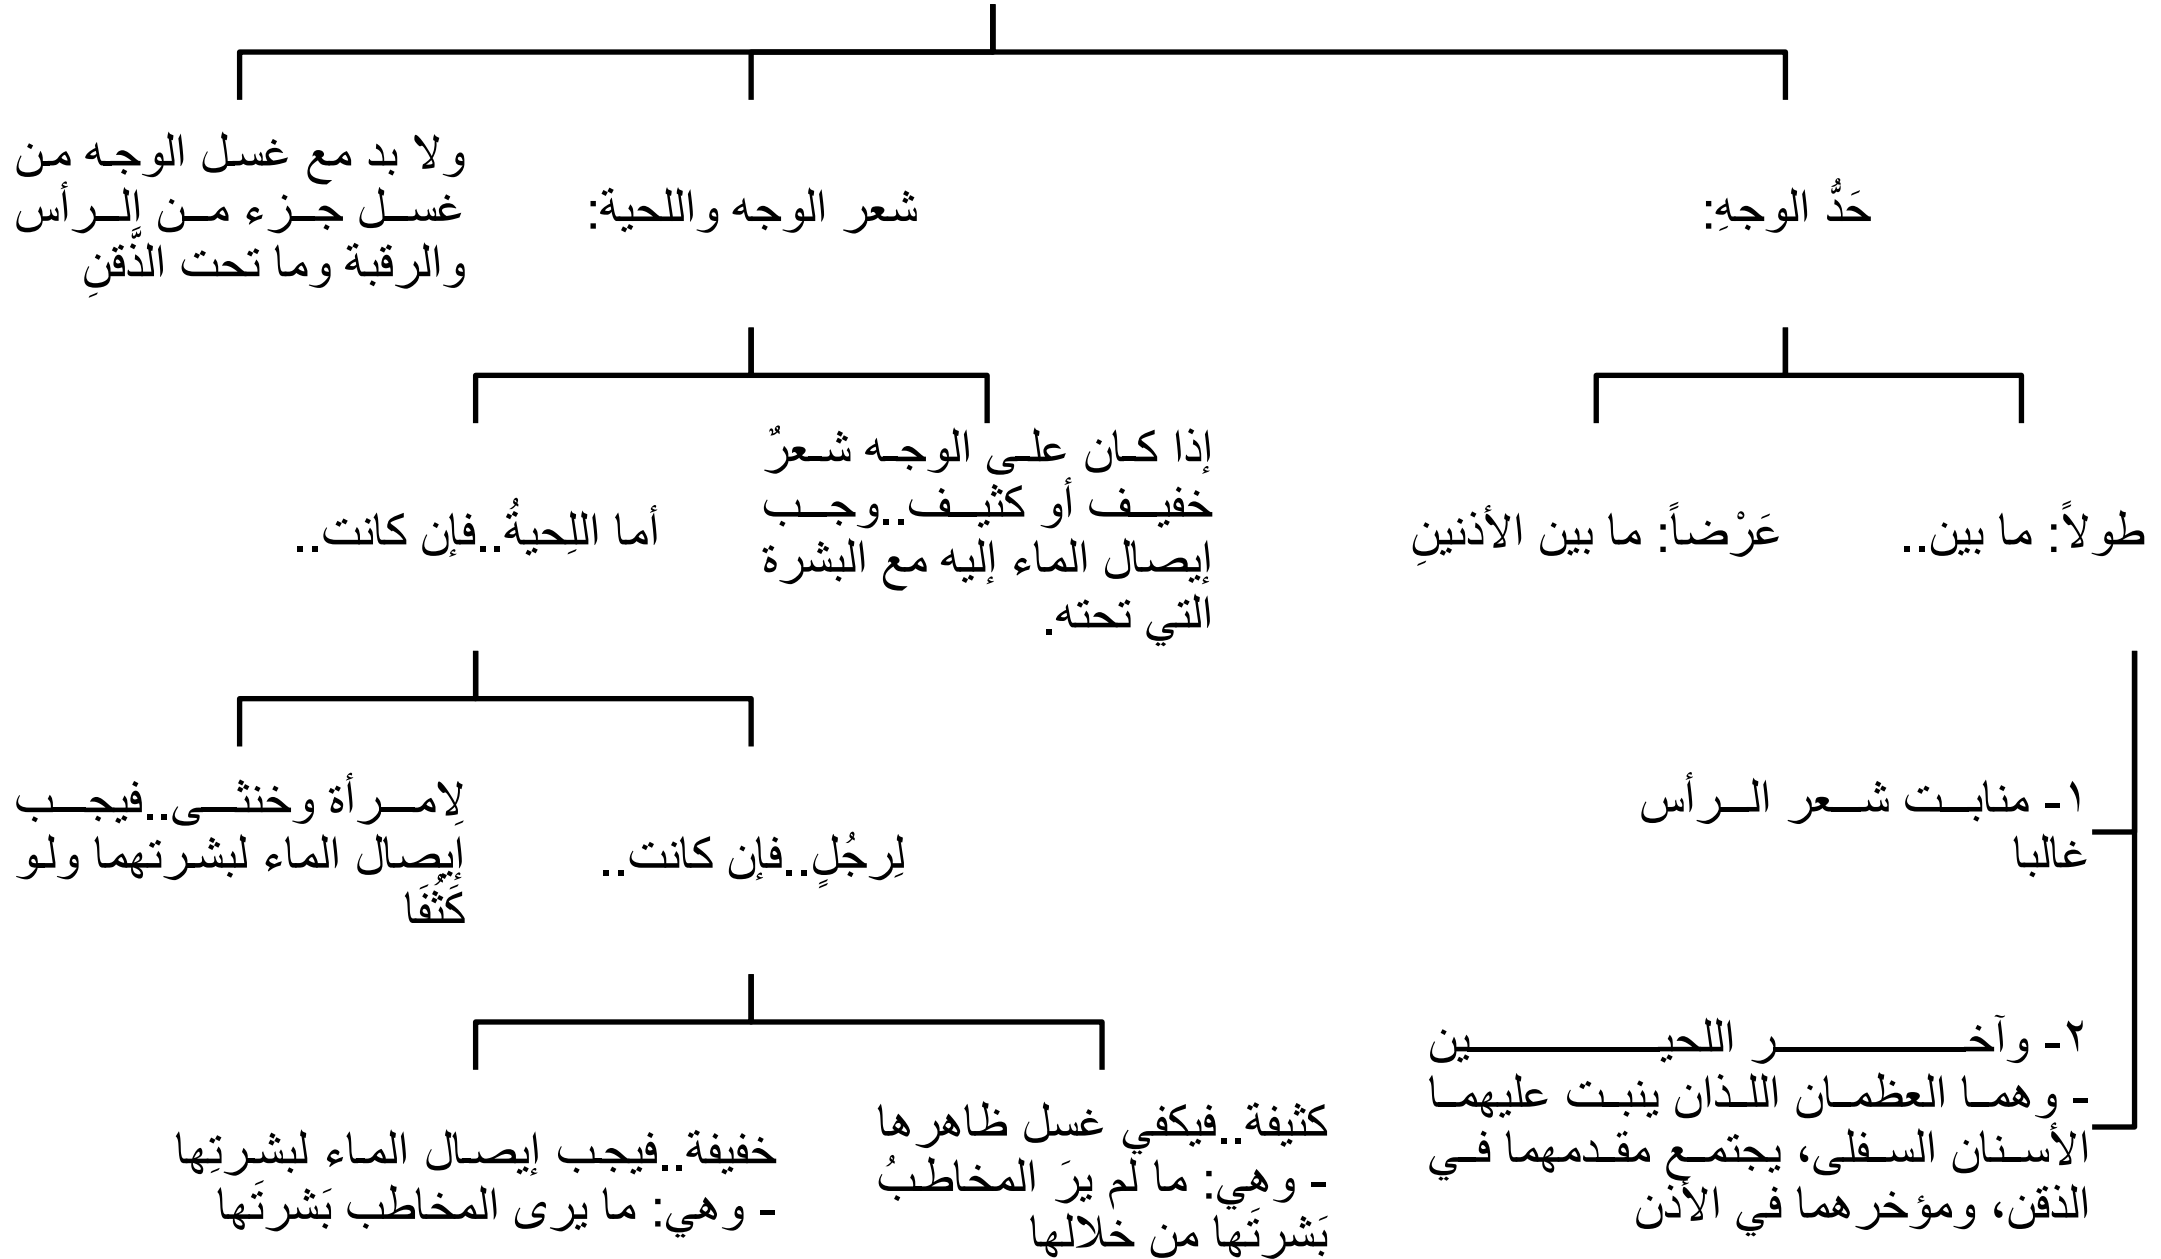 حَدُّ الوجهِ:
شعر الوجه واللحية:
ولا بد مع غسل الوجه من
غسل جزء من الرأس
والرقبة وما تحت الذَّقنِ
طولاً: ما بين..
عَرْضاً: ما بين الأذنينِ
إذا كان على الوجه شعرٌ
خفيف أو كثيف..وجب
إيصال الماء إليه مع البشرة
التي تحته.
أما اللِحيةُ..فإن كانت..
١- منابت شعر الرأس
غالبا
لِرجُلٍ..فإن كانت..
لِامرأة وخنثى..فيجب
إيصال الماء لبشرتهما ولو
كَثُفَا
٢- وآخر اللحيين
- وهما العظمان اللذان ينبت عليهما
الأسنان السفلى، يجتمع مقدمهما في
الذقن، ومؤخرهما في الأذن
كثيفة..فيكفي غسل ظاهرها
- وهي: ما لم يرَ المخاطبُ
بَشرتَها من خلالها
خفيفة..فيجب إيصال الماء لبشرتِها
- وهي: ما يرى المخاطب بَشرتَها